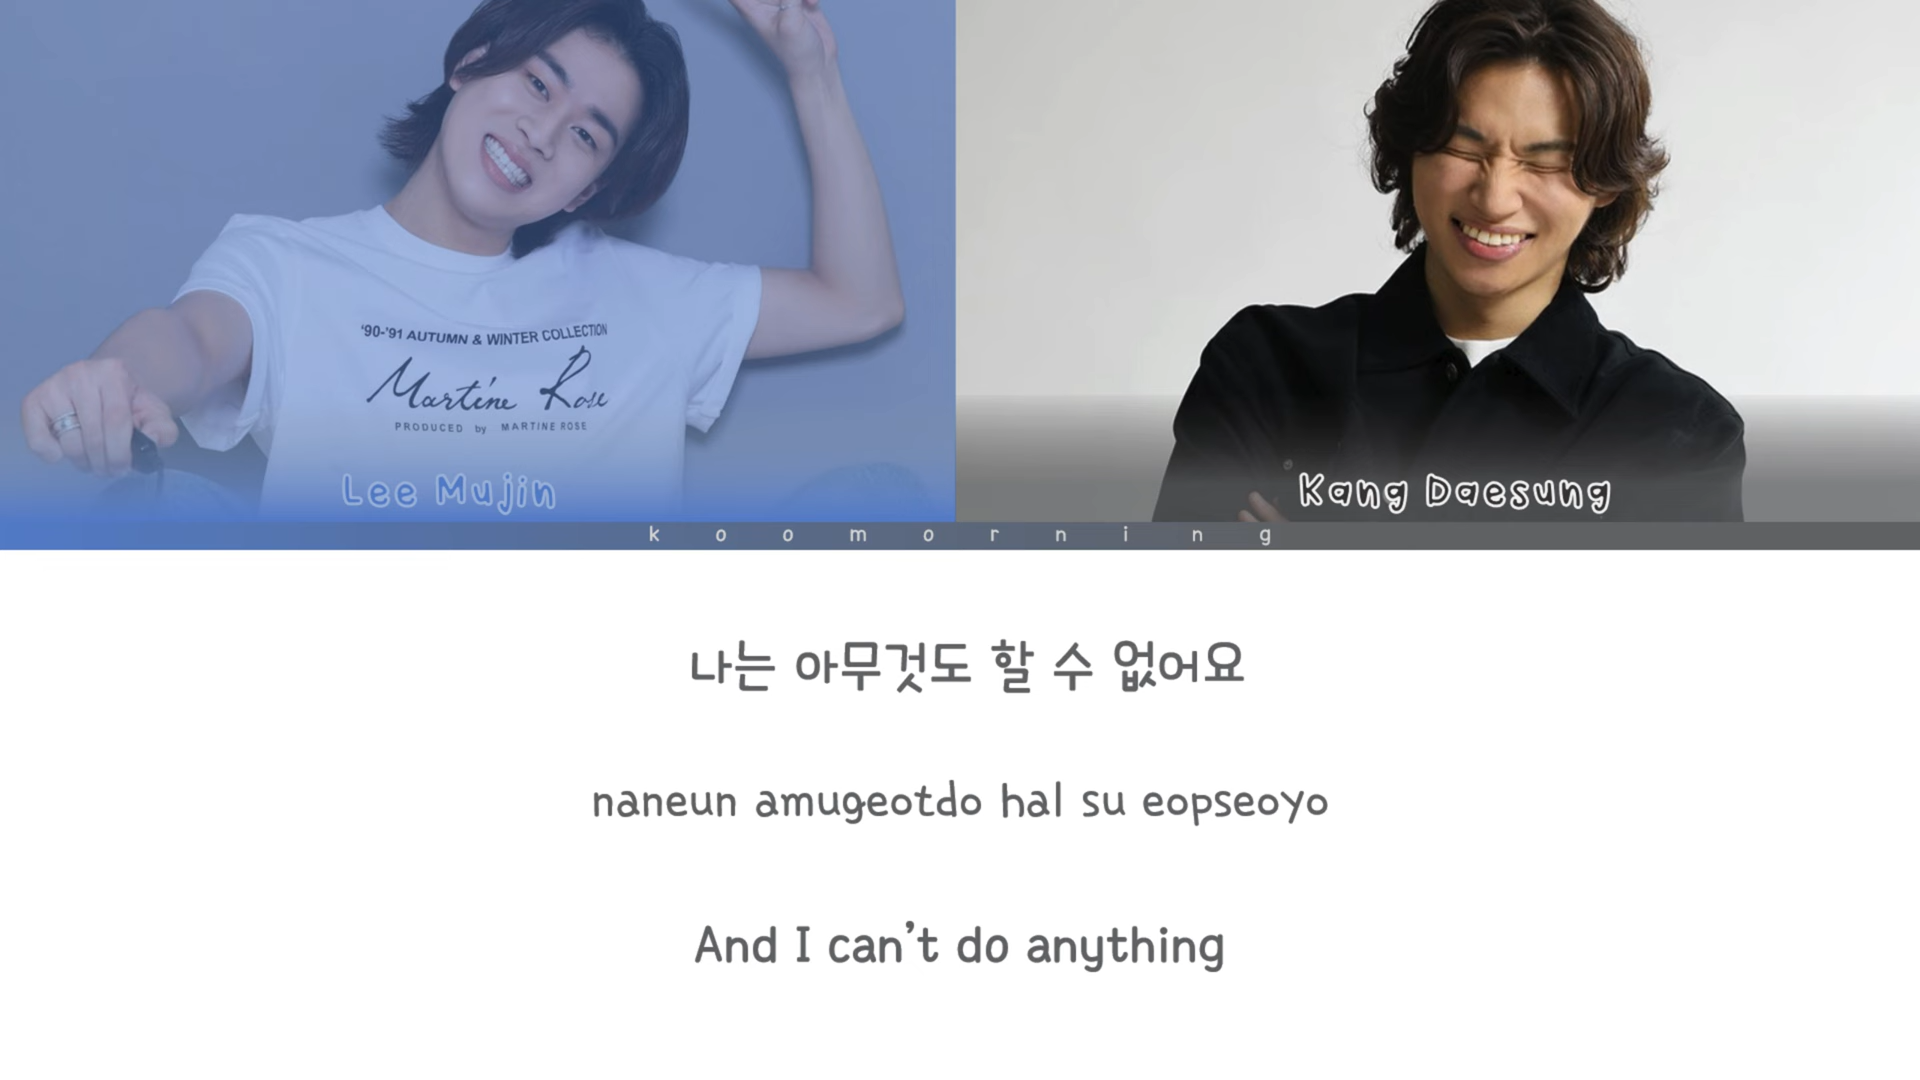 '90-'91 AUTUMN & WINTER COLLECTION
Martine Rose
PRODUCED by MARTINE ROSE
Lee Mujin
Kang Daesung
koomorning
나는 아무것도 할 수 없어요
naneun amugeotdo hal su eopseoyo
And I can't do anything